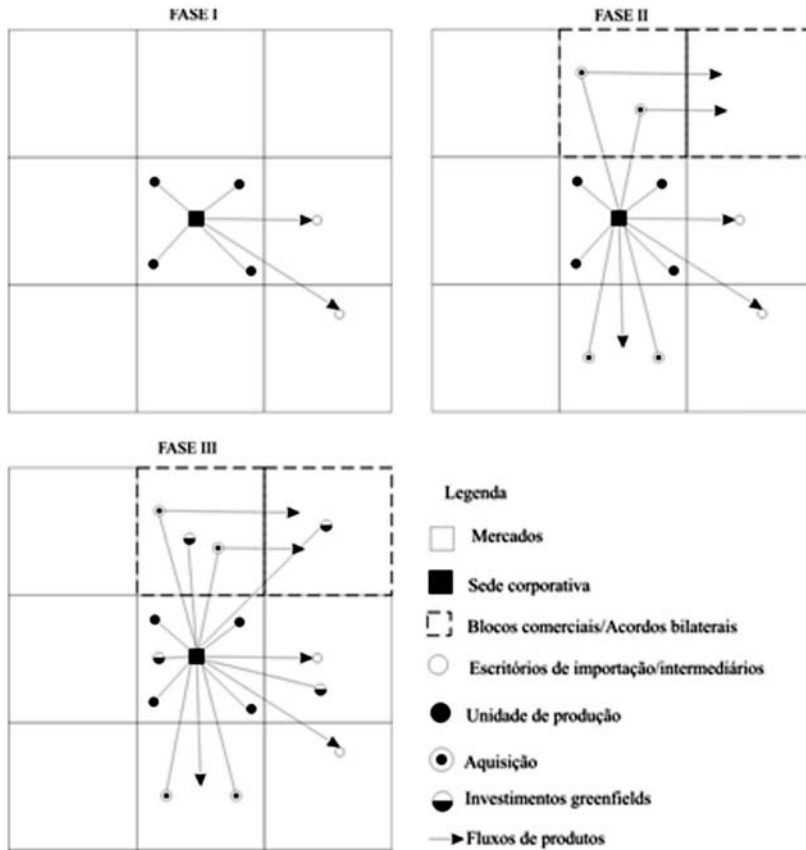 FASE I
FASE II
FASE III
Legenda
Mercados
Sede corporativa
Blocos comerciais/Acordos bilaterais
Escritórios de importação/intermediários
Unidade de produção
Aquisição
Investimentos greenfields
Fluxos de produtos